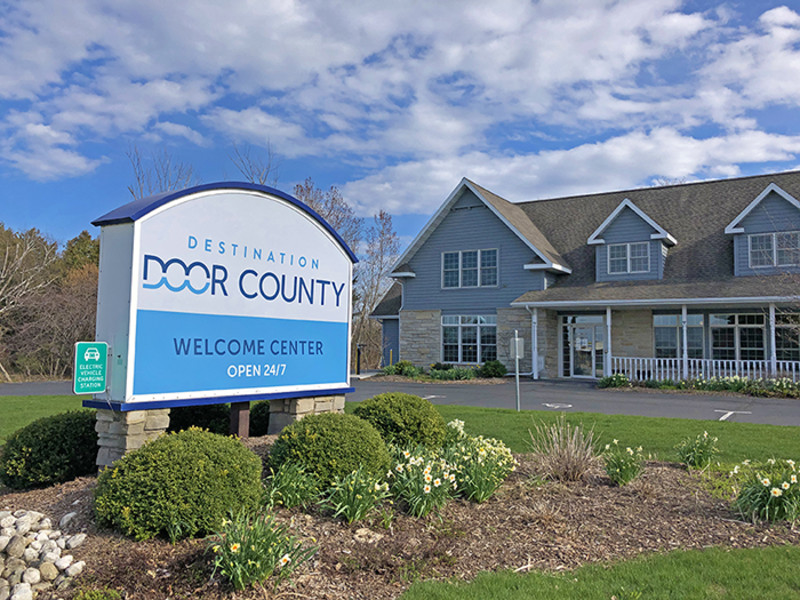 DESTINATION
DOOR COUNTY
WELCOME CENTER
OPEN 24/7
ELECTRIC
VEHICLE
CHARGING
STATION